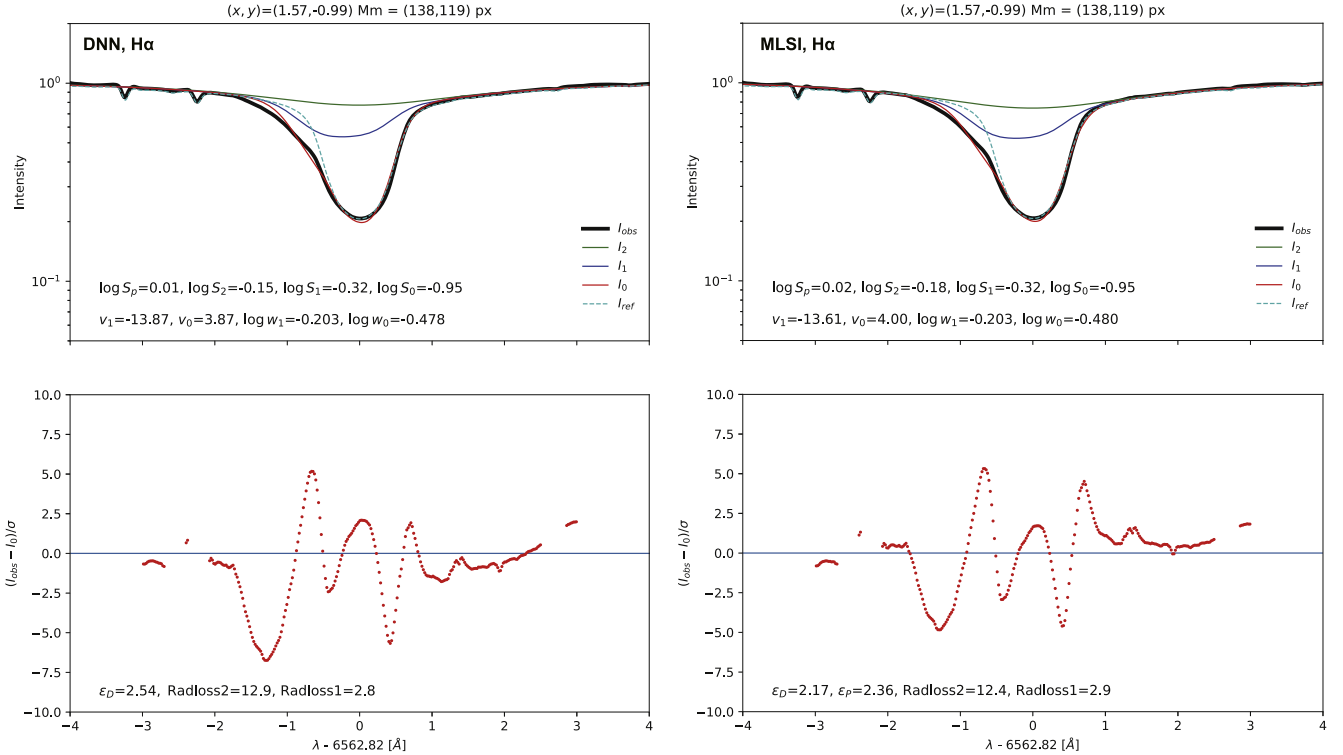 (x, y)=(1.57,-0.99) Mm = (138,119) px
DNN, Hα
10⁰
Intensity
10⁻¹
I_obs
I_2
I_1
I_0
I_ref
log S_p=0.01, log S_2=-0.15, log S_1=-0.32, log S_0=-0.95
v_1=-13.87, v_0=3.87, log w_1=-0.203, log w_0=-0.478
(x, y)=(1.57,-0.99) Mm = (138,119) px
MLSI, Hα
10⁰
Intensity
10⁻¹
I_obs
I_2
I_1
I_0
I_ref
log S_p=0.02, log S_2=-0.18, log S_1=-0.32, log S_0=-0.95
v_1=-13.61, v_0=4.00, log w_1=-0.203, log w_0=-0.480
10.0
7.5
5.0
2.5
0.0
−2.5
−5.0
−7.5
−10.0
(I_obs − I_0)/σ
ε_D=2.54, Radloss2=12.9, Radloss1=2.8
−4 −3 −2 −1 0 1 2 3 4
λ - 6562.82 [Å]
10.0
7.5
5.0
2.5
0.0
−2.5
−5.0
−7.5
−10.0
(I_obs − I_0)/σ
ε_D=2.17, ε_P=2.36, Radloss2=12.4, Radloss1=2.9
−4 −3 −2 −1 0 1 2 3 4
λ - 6562.82 [Å]